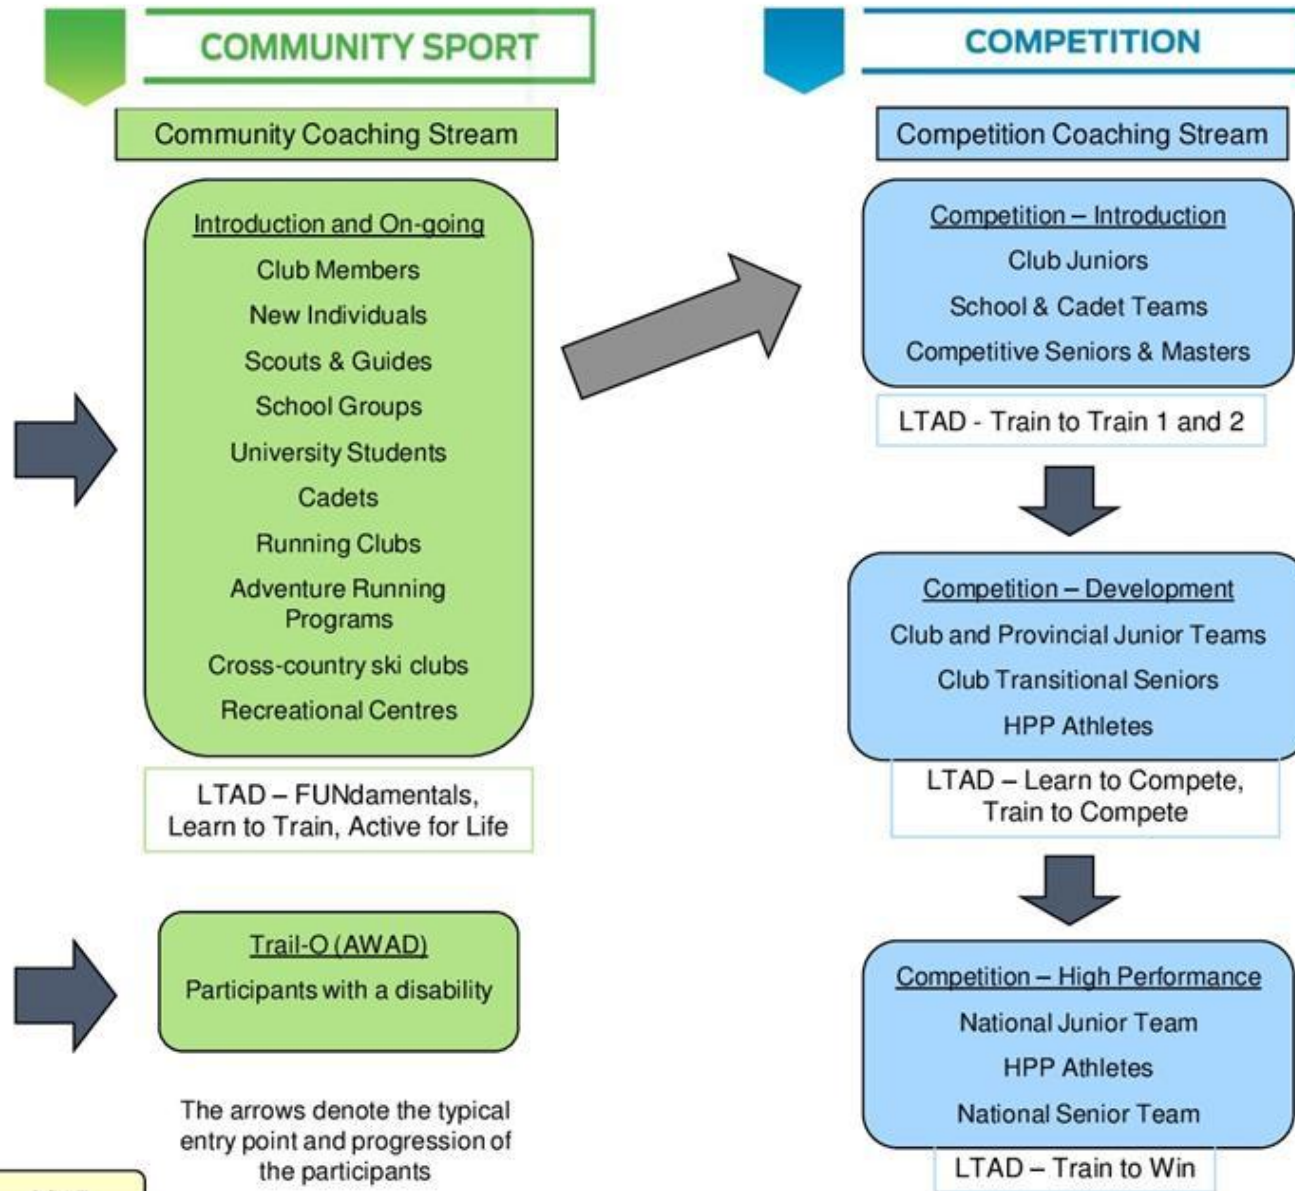 COMMUNITY SPORT
Community Coaching Stream
Introduction and On-going
Club Members
New Individuals
Scouts & Guides
School Groups
University Students
Cadets
Running Clubs
Adventure Running
Programs
Cross-country ski clubs
Recreational Centres
LTAD – FUNdamentals,
Learn to Train, Active for Life
Trail-O (AWAD)
Participants with a disability
The arrows denote the typical
entry point and progression of
the participants
COMPETITION
Competition Coaching Stream
Competition – Introduction
Club Juniors
School & Cadet Teams
Competitive Seniors & Masters
LTAD - Train to Train 1 and 2
Competition – Development
Club and Provincial Junior Teams
Club Transitional Seniors
HPP Athletes
LTAD – Learn to Compete,
Train to Compete
Competition – High Performance
National Junior Team
HPP Athletes
National Senior Team
LTAD – Train to Win